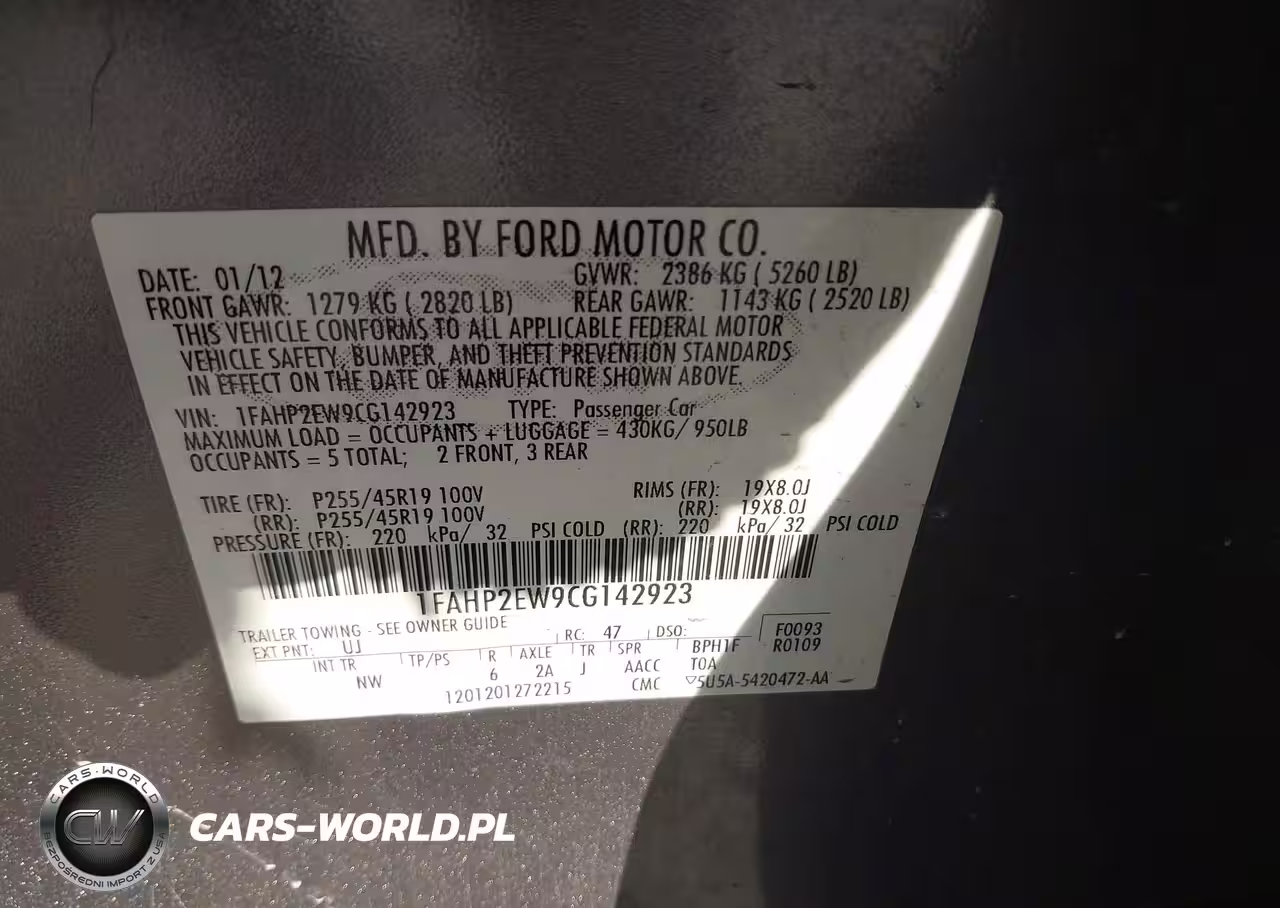 MFD. BY FORD MOTOR CO.
DATE: 01/12 GVWR: 2386 KG ( 5260 LB)
FRONT GAWR: 1279 KG ( 2820 LB) REAR GAWR: 1143 KG ( 2520 LB)
THIS VEHICLE CONFORMS TO ALL APPLICABLE FEDERAL MOTOR
VEHICLE SAFETY, BUMPER, AND THEFT PREVENTION STANDARDS
IN EFFECT ON THE DATE OF MANUFACTURE SHOWN ABOVE.
VIN: 1FAHP2EW9CG142923 TYPE: Passenger Car
MAXIMUM LOAD = OCCUPANTS + LUGGAGE = 430KG/ 950LB
OCCUPANTS = 5 TOTAL; 2 FRONT, 3 REAR
TIRE (FR): P255/45R19 100V RIMS (FR): 19X8.0J
(RR): P255/45R19 100V (RR): 19X8.0J
PRESSURE (FR): 220 kPa/ 32 PSI COLD (RR): 220 kPa/ 32 PSI COLD
1FAHP2EW9CG142923
TRAILER TOWING - SEE OWNER GUIDE
EXT PNT: UJ RC: 47 DSO: F0093
INT TR TP/PS R AXLE TR SPR BPH1F R0109
NW 6 2A J AACC T0A
1201201272215 CMC 5U5A-5420472-AA
CARS-WORLD
CW
BEZPOŚREDNI IMPORT Z USA
CARS-WORLD.PL